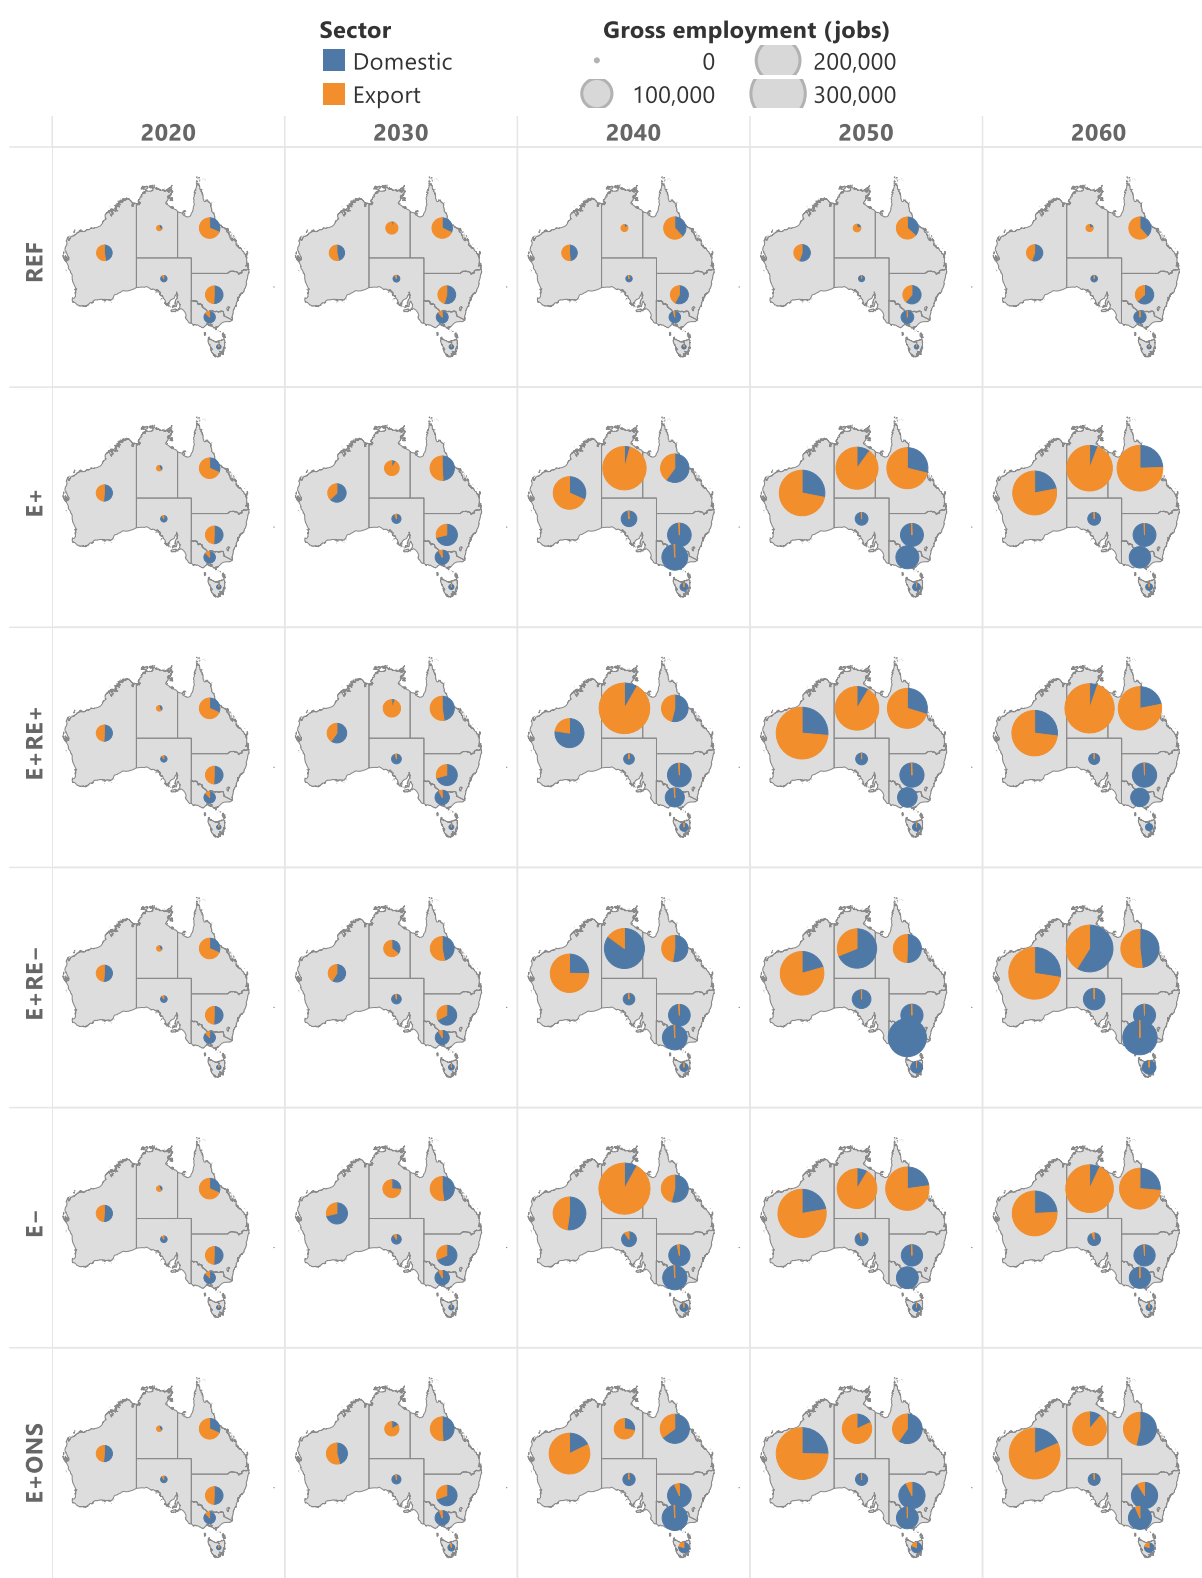 Sector
Gross employment (jobs)
Domestic
0
200,000
Export
100,000
300,000
2020
2030
2040
2050
2060
REF
E+
E+RE+
E+RE−
E−
E+ONS